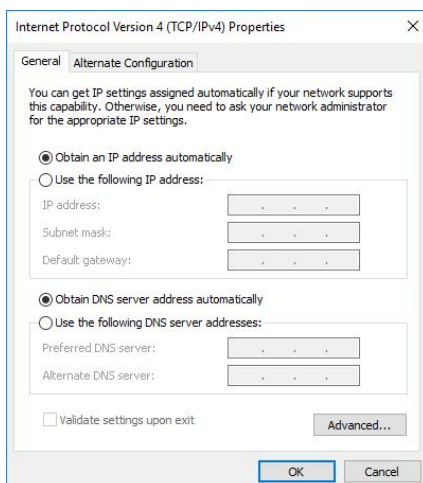 Internet Protocol Version 4 (TCP/IPv4) Properties
General Alternate Configuration
You can get IP settings assigned automatically if your network supports
this capability. Otherwise, you need to ask your network administrator
for the appropriate IP settings.
Obtain an IP address automatically
Use the following IP address:
IP address:
Subnet mask:
Default gateway:
Obtain DNS server address automatically
Use the following DNS server addresses:
Preferred DNS server:
Alternate DNS server:
Validate settings upon exit
Advanced...
OK Cancel